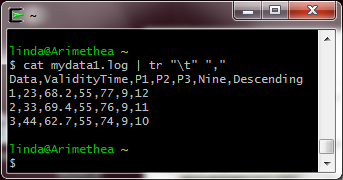 ~
linda@Arimethea ~
$ cat mydata1.log | tr "\t" ","
Data,ValidityTime,P1,P2,P3,Nine,Descending
1,23,68.2,55,77,9,12
2,33,69.4,55,76,9,11
3,44,62.7,55,74,9,10
linda@Arimethea ~
$